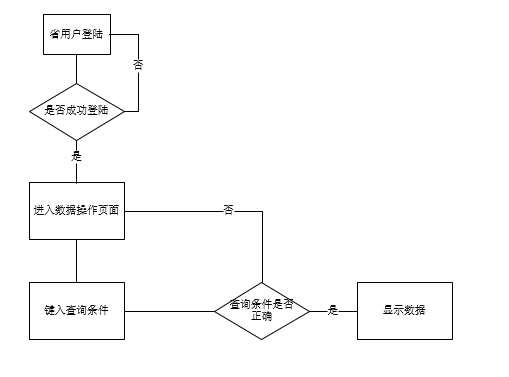 省用户登陆
否
是否成功登陆
是
进入数据操作页面
否
键入查询条件
查询条件是否
正确
是
显示数据